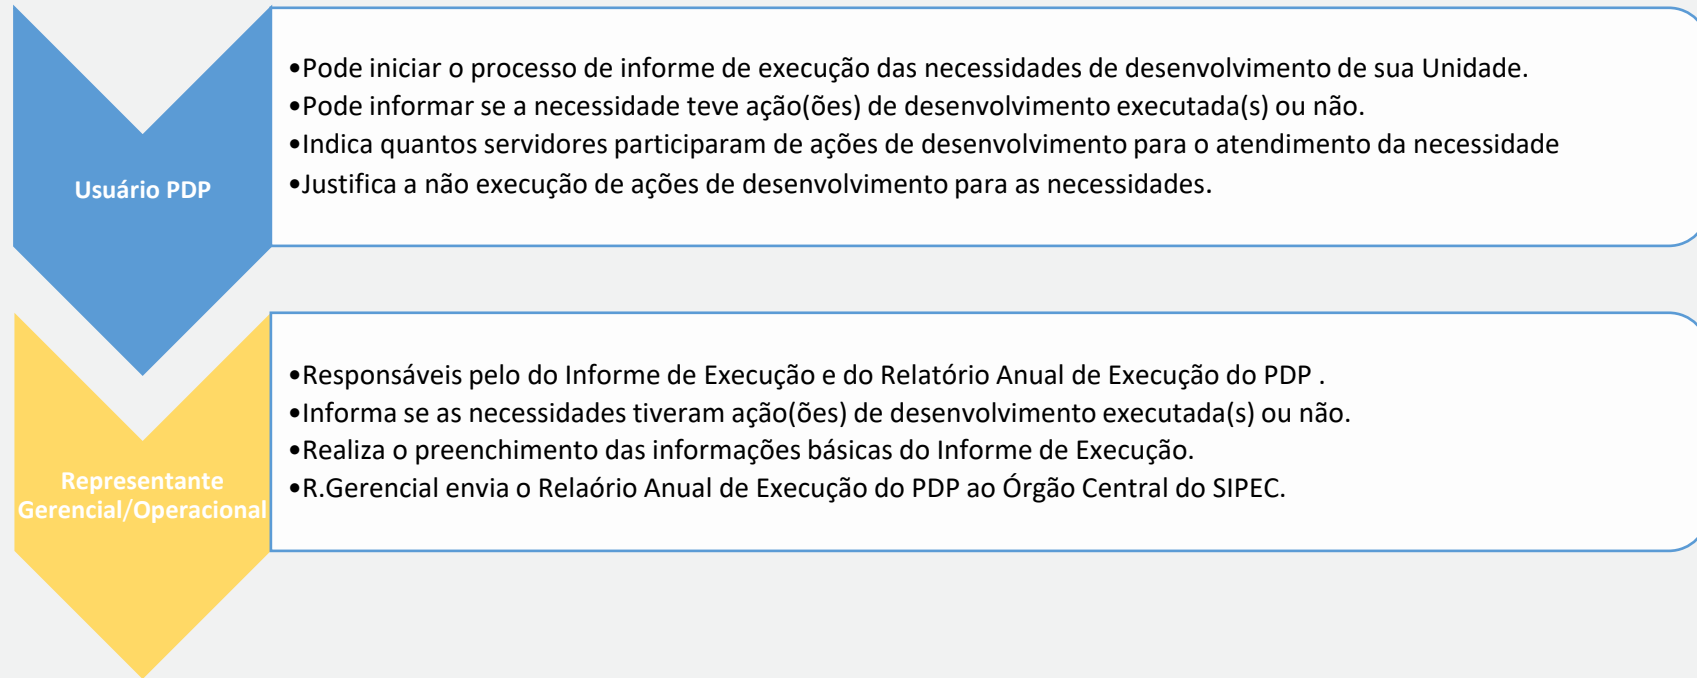 Usuário PDP
•Pode iniciar o processo de informe de execução das necessidades de desenvolvimento de sua Unidade.
•Pode informar se a necessidade teve ação(ões) de desenvolvimento executada(s) ou não.
•Indica quantos servidores participaram de ações de desenvolvimento para o atendimento da necessidade
•Justifica a não execução de ações de desenvolvimento para as necessidades.
Representante
Gerencial/Operacional
•Responsáveis pelo do Informe de Execução e do Relatório Anual de Execução do PDP .
•Informa se as necessidades tiveram ação(ões) de desenvolvimento executada(s) ou não.
•Realiza o preenchimento das informações básicas do Informe de Execução.
•R.Gerencial envia o Relaório Anual de Execução do PDP ao Órgão Central do SIPEC.